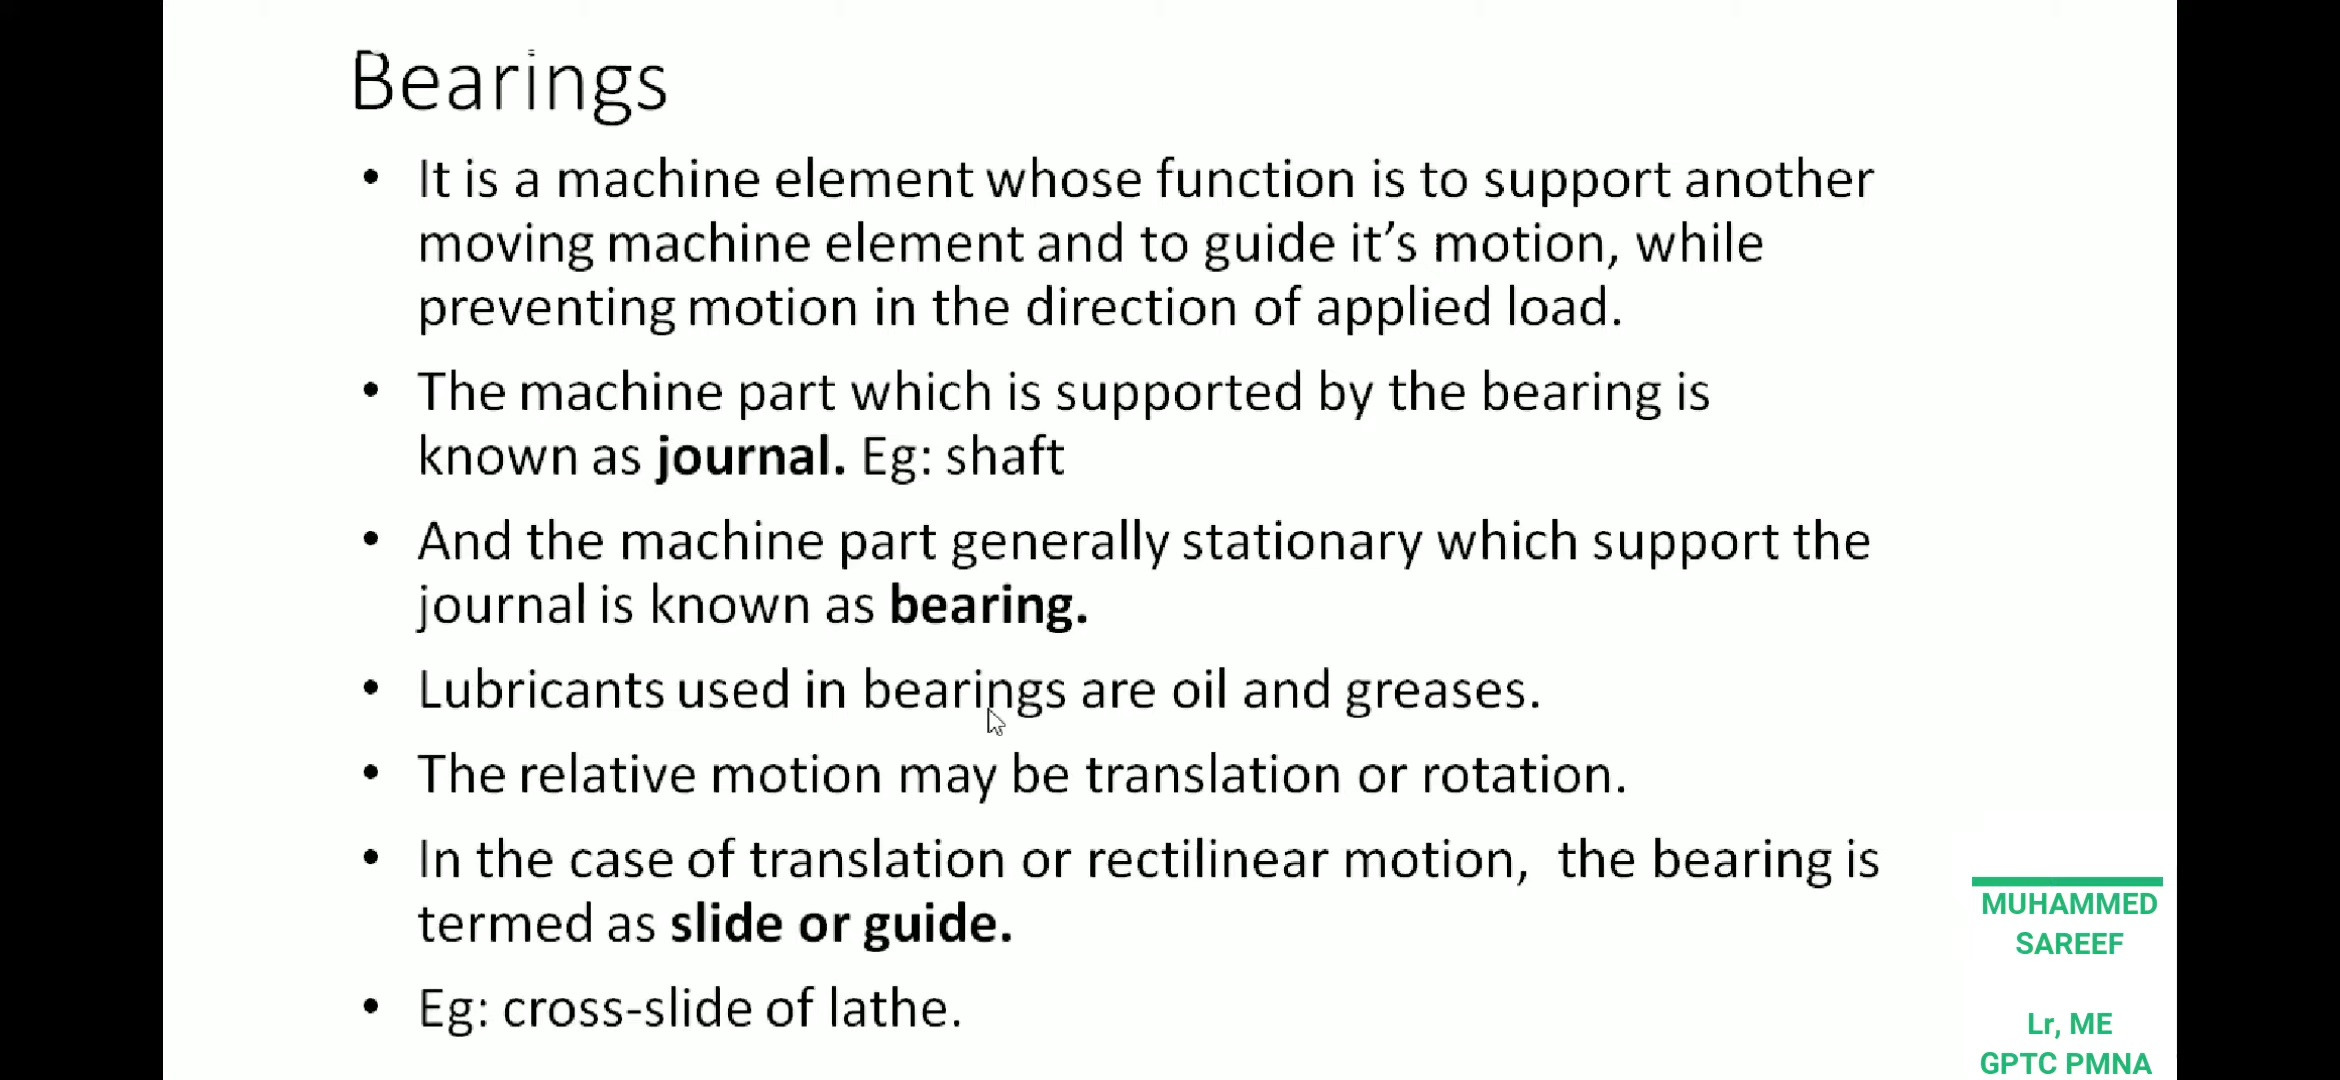 Bearings
• It is a machine element whose function is to support another
moving machine element and to guide it’s motion, while
preventing motion in the direction of applied load.
• The machine part which is supported by the bearing is
known as journal. Eg: shaft
• And the machine part generally stationary which support the
journal is known as bearing.
• Lubricants used in bearings are oil and greases.
• The relative motion may be translation or rotation.
• In the case of translation or rectilinear motion,  the bearing is
termed as slide or guide.
• Eg: cross-slide of lathe.
MUHAMMED
SAREEF
Lr, ME
GPTC PMNA